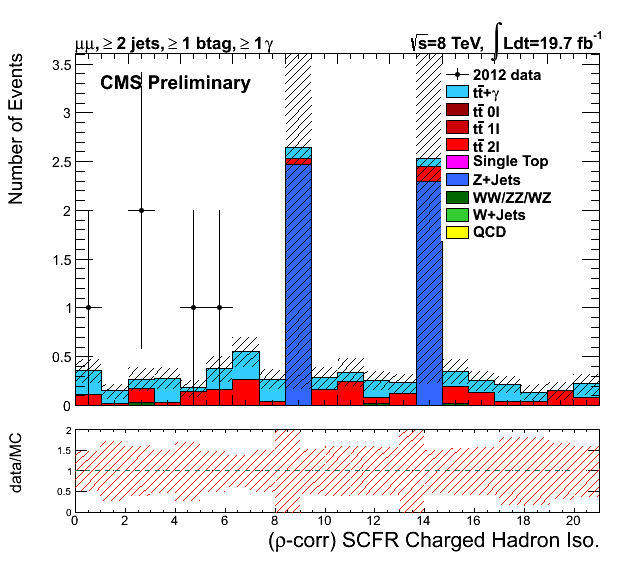 μμ, ≥ 2 jets, ≥ 1 btag, ≥ 1 γ
√s=8 TeV, ∫ Ldt=19.7 fb⁻¹
CMS Preliminary
Number of Events
3.5
3
2.5
2
1.5
1
0.5
0
2012 data
tt̄+γ
tt̄ 0l
tt̄ 1l
tt̄ 2l
Single Top
Z+Jets
WW/ZZ/WZ
W+Jets
QCD
data/MC
2
1.5
1
0.5
0
0 2 4 6 8 10 12 14 16 18 20
(ρ-corr) SCFR Charged Hadron Iso.